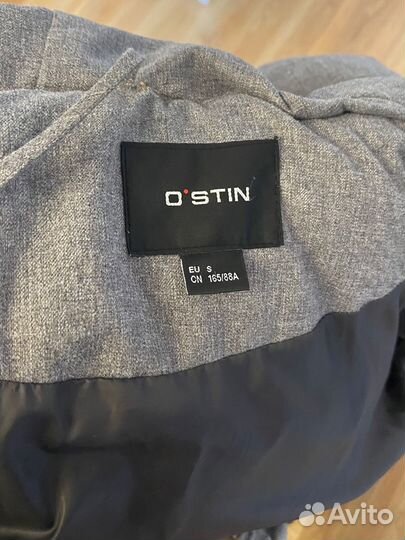 O'STIN
EU S
CN 165/88A
Avito